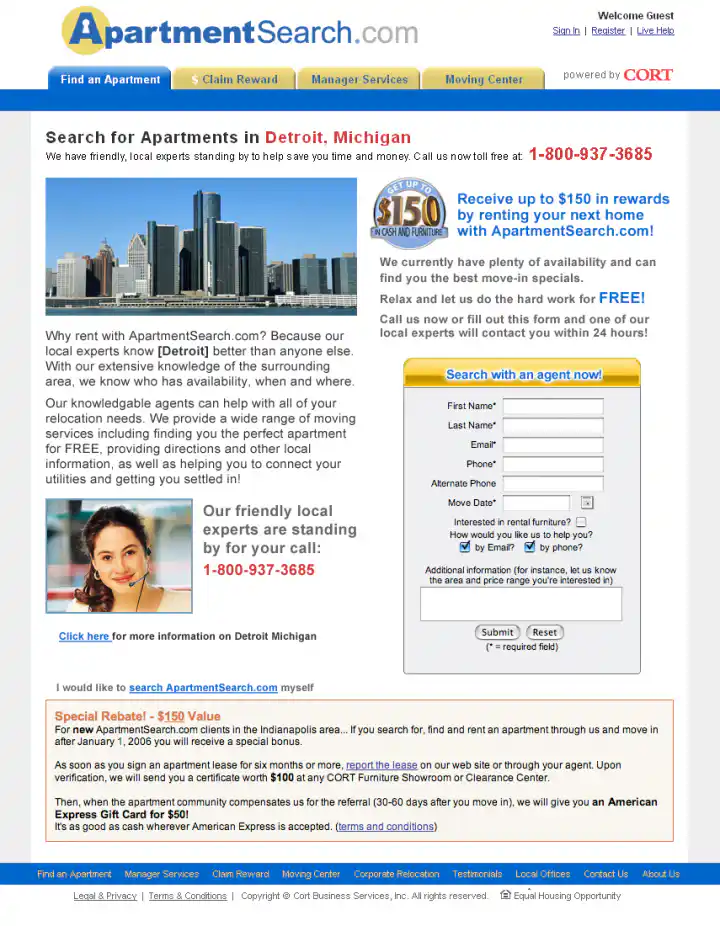 ApartmentSearch.com
Welcome Guest
Sign In | Register | Live Help
Find an Apartment
$ Claim Reward
Manager Services
Moving Center
powered by CORT
Search for Apartments in Detroit, Michigan
We have friendly, local experts standing by to help save you time and money. Call us now toll free at: 1-800-937-3685
GET UP TO
$150
IN CASH AND FURNITURE
Receive up to $150 in rewards
by renting your next home
with ApartmentSearch.com!
We currently have plenty of availability and can
find you the best move-in specials.
Relax and let us do the hard work for FREE!
Call us now or fill out this form and one of our
local experts will contact you within 24 hours!
Why rent with ApartmentSearch.com? Because our
local experts know [Detroit] better than anyone else.
With our extensive knowledge of the surrounding
area, we know who has availability, when and where.
Our knowledgable agents can help with all of your
relocation needs. We provide a wide range of moving
services including finding you the perfect apartment
for FREE, providing directions and other local
information, as well as helping you to connect your
utilities and getting you settled in!
Our friendly local
experts are standing
by for your call:
1-800-937-3685
Click here for more information on Detroit Michigan
I would like to search ApartmentSearch.com myself
Search with an agent now!
First Name*
Last Name*
Email*
Phone*
Alternate Phone
Move Date*
Interested in rental furniture?
How would you like us to help you?
by Email? by phone?
Additional information (for instance, let us know
the area and price range you're interested in)
Submit Reset
(* = required field)
Special Rebate! - $150 Value
For new ApartmentSearch.com clients in the Indianapolis area... If you search for, find and rent an apartment through us and move in
after January 1, 2006 you will receive a special bonus.
As soon as you sign an apartment lease for six months or more, report the lease on our web site or through your agent. Upon
verification, we will send you a certificate worth $100 at any CORT Furniture Showroom or Clearance Center.
Then, when the apartment community compensates us for the referral (30-60 days after you move in), we will give you an American
Express Gift Card for $50!
It's as good as cash wherever American Express is accepted. (terms and conditions)
Find an Apartment Manager Services Claim Reward Moving Center Corporate Relocation Testimonials Local Offices Contact Us About Us
Legal & Privacy | Terms & Conditions | Copyright © Cort Business Services, Inc. All rights reserved. Equal Housing Opportunity